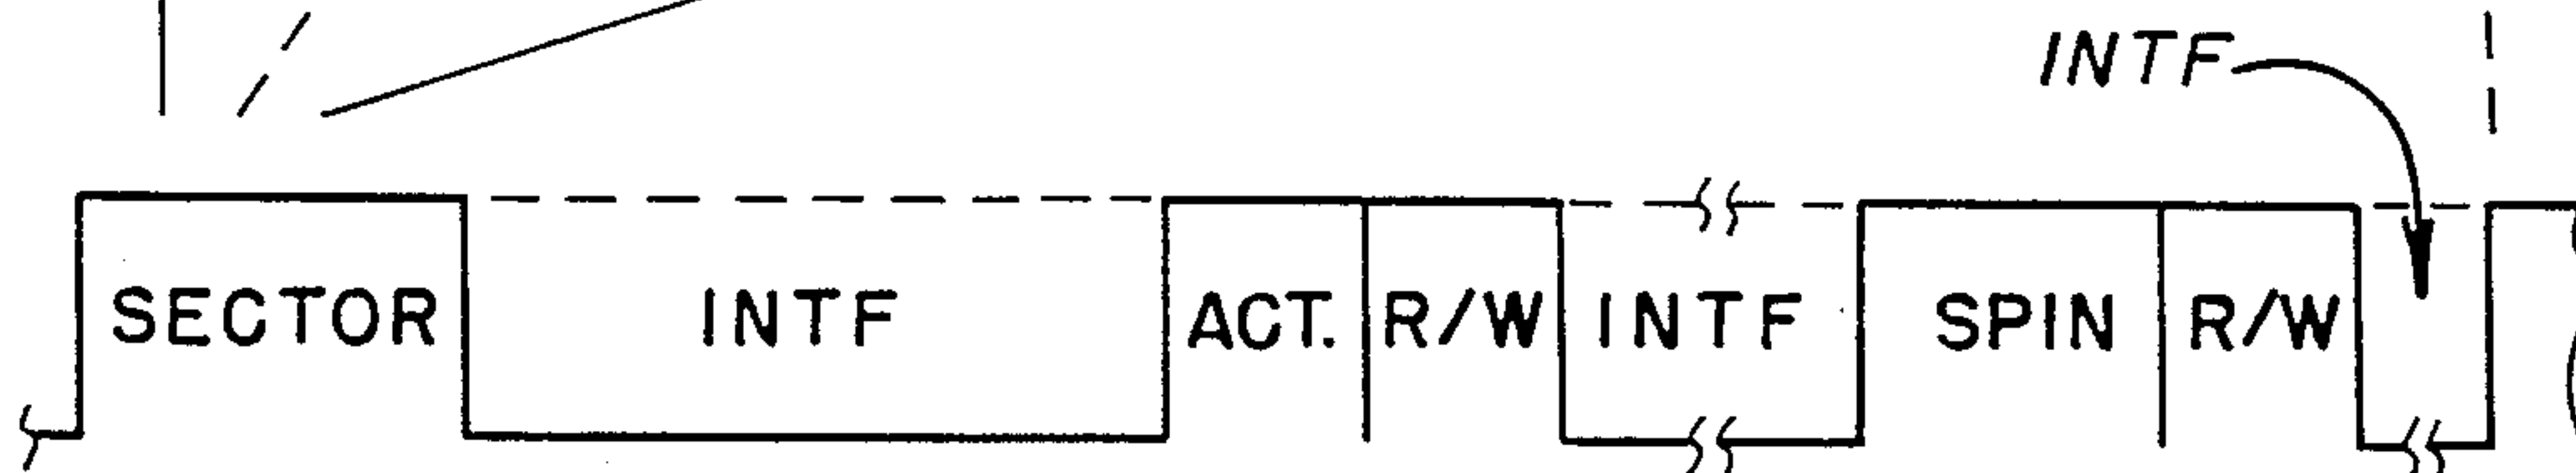 INTF
SECTOR INTF ACT. R/W INTF SPIN R/W